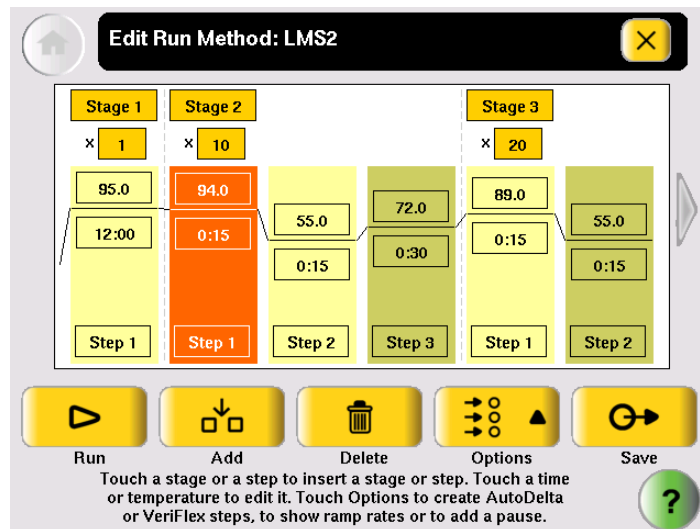 Edit Run Method: LMS2
Stage 1 Stage 2 Stage 3
x 1 x 10 x 20
95.0 94.0 55.0 72.0 89.0 55.0
12:00 0:15 0:15 0:30 0:15 0:15
Step 1 Step 1 Step 2 Step 3 Step 1 Step 2
Run Add Delete Options Save
Touch a stage or a step to insert a stage or step. Touch a time
or temperature to edit it. Touch Options to create AutoDelta
or VeriFlex steps, to show ramp rates or to add a pause.
?